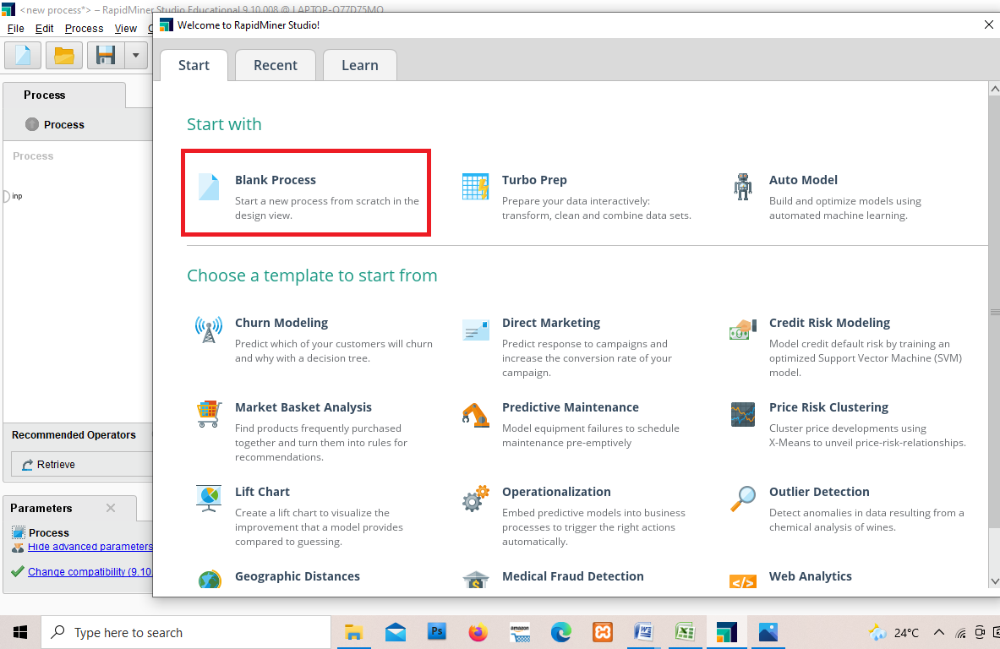 <new process*> – RapidMiner Studio Educational 9.10.008 @ LAPTOP-O77D75MO
File Edit Process View
Welcome to RapidMiner Studio!
Start Recent Learn
Process
Process
Process
inp
Recommended Operators
Retrieve
Parameters
Process
Hide advanced parameters
Change compatibility (9.10.
Start with
Blank Process
Start a new process from scratch in the
design view.
Turbo Prep
Prepare your data interactively:
transform, clean and combine data sets.
Auto Model
Build and optimize models using
automated machine learning.
Choose a template to start from
Churn Modeling
Predict which of your customers will churn
and why with a decision tree.
Direct Marketing
Predict response to campaigns and
increase the conversion rate of your
campaign.
Credit Risk Modeling
Model credit default risk by training an
optimized Support Vector Machine (SVM)
model.
Market Basket Analysis
Find products frequently purchased
together and turn them into rules for
recommendations.
Predictive Maintenance
Model equipment failures to schedule
maintenance pre-emptively
Price Risk Clustering
Cluster price developments using
X-Means to unveil price-risk-relationships.
Lift Chart
Create a lift chart to visualize the
improvement that a model provides
compared to guessing.
Operationalization
Embed predictive models into business
processes to trigger the right actions
automatically.
Outlier Detection
Detect anomalies in data resulting from a
chemical analysis of wines.
Geographic Distances
Medical Fraud Detection
Web Analytics
Type here to search
Ps
amazon
24°C